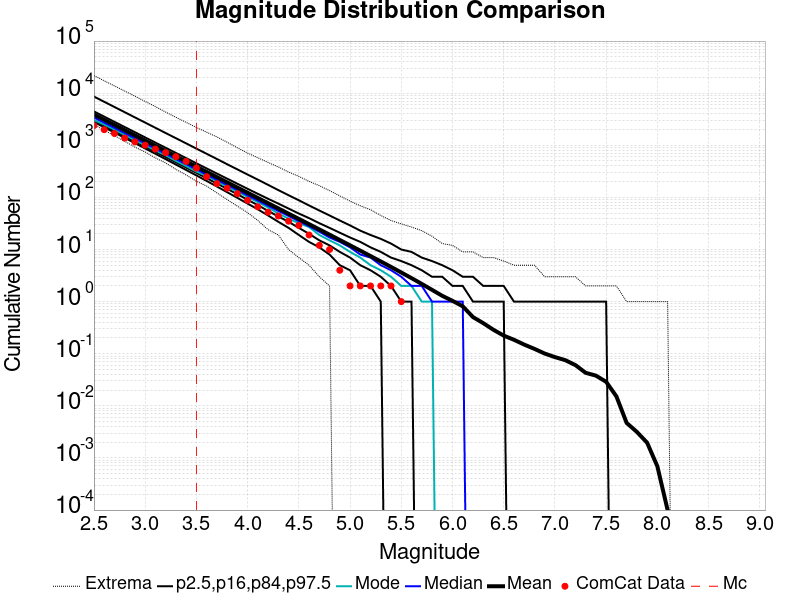 Magnitude Distribution Comparison
10^5
10^4
10^3
10^2
10^1
10^0
10^-1
10^-2
10^-3
10^-4
Cumulative Number
2.5 3.0 3.5 4.0 4.5 5.0 5.5 6.0 6.5 7.0 7.5 8.0 8.5 9.0
Magnitude
Extrema p2.5,p16,p84,p97.5 Mode Median Mean ComCat Data Mc